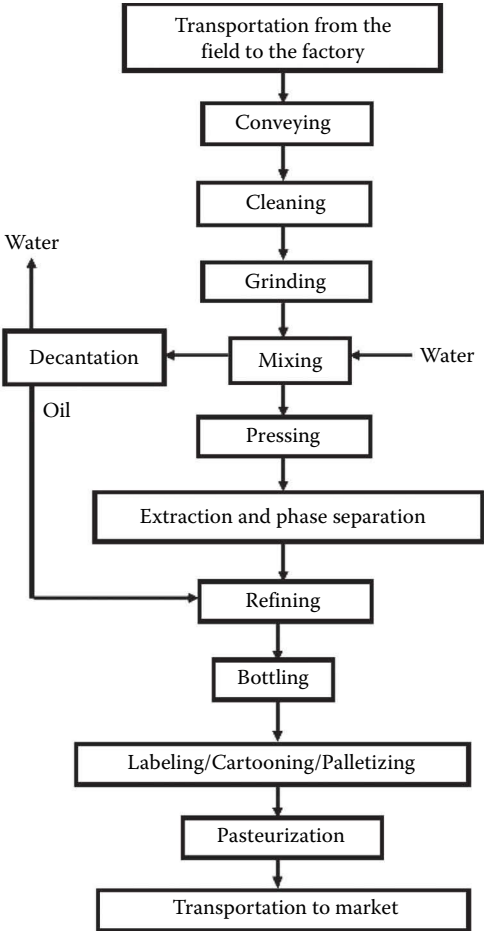 Transportation from the
field to the factory
Conveying
Cleaning
Water
Grinding
Decantation
Mixing
Water
Oil
Pressing
Extraction and phase separation
Refining
Bottling
Labeling/Cartooning/Palletizing
Pasteurization
Transportation to market